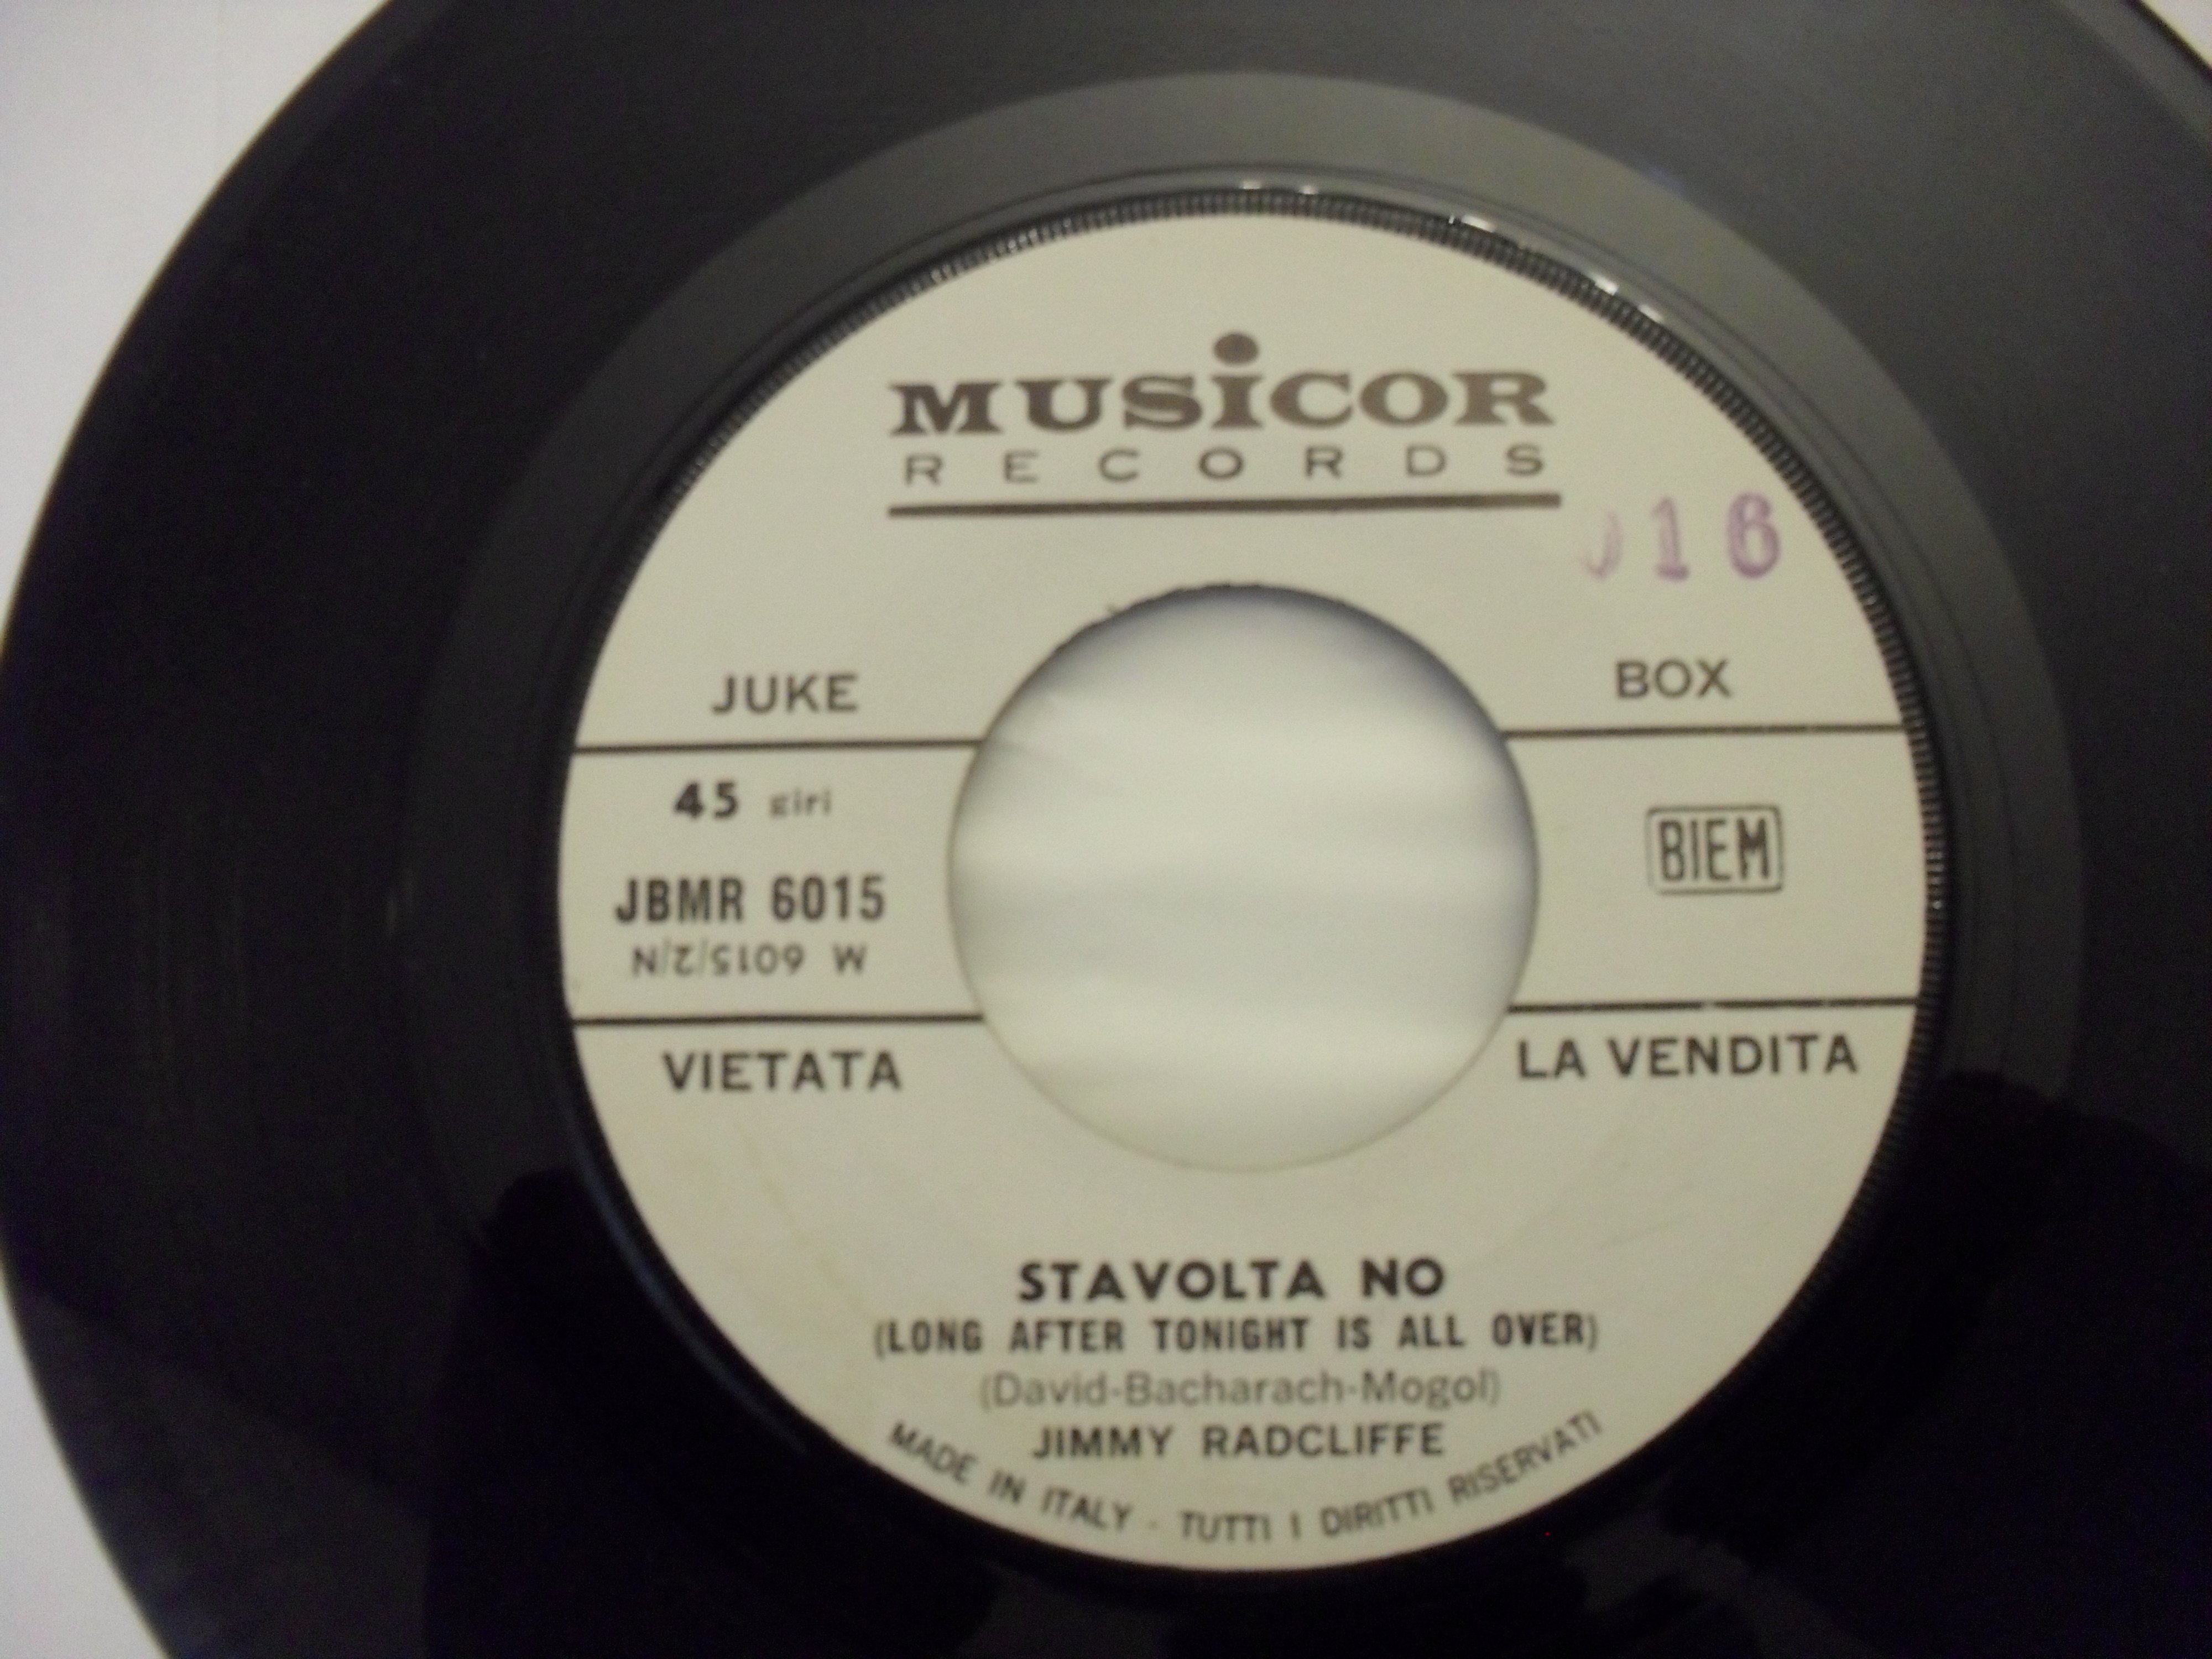 MUSiCOR
RECORDS
16
JUKE BOX
45 giri
BIEM
JBMR 6015
M 6015/2/N
VIETATA LA VENDITA
STAVOLTA NO
(LONG AFTER TONIGHT IS ALL OVER)
(David-Bacharach-Mogol)
JIMMY RADCLIFFE
MADE IN ITALY - TUTTI I DIRITTI RISERVATI